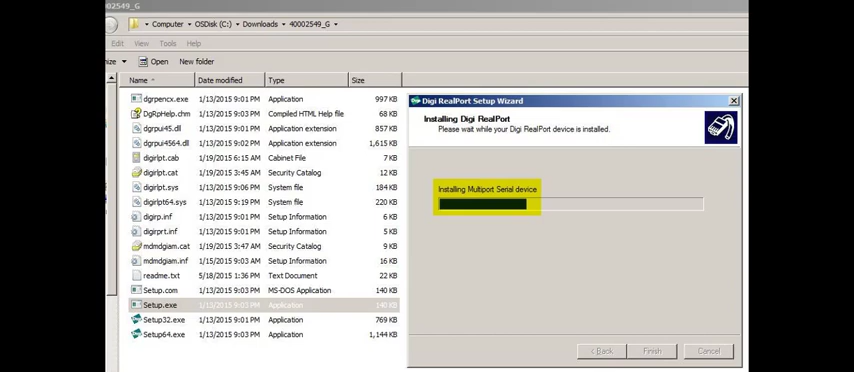 002549_G
Computer OSDisk (C:) Downloads 40002549_G
Edit View Tools Help
ize Open New folder
Name Date modified Type Size
dgrpencx.exe 1/13/2015 9:01 PM Application 997 KB
DgRpHelp.chm 1/13/2015 9:01 PM Compiled HTML Help file 68 KB
dgrpui45.dll 1/13/2015 9:01 PM Application extension 857 KB
dgrpui4564.dll 1/13/2015 9:02 PM Application extension 1,615 KB
digirlpt.cab 1/19/2015 6:15 AM Cabinet File 7 KB
digirlpt.cat 1/19/2015 3:45 AM Security Catalog 12 KB
digirlpt.sys 1/13/2015 9:06 PM System file 184 KB
digirlpt64.sys 1/13/2015 9:19 PM System file 220 KB
digirp.inf 1/13/2015 9:03 PM Setup Information 6 KB
digirprt.inf 1/13/2015 9:03 PM Setup Information 5 KB
mdmdgiam.cat 1/19/2015 3:47 AM Security Catalog 9 KB
mdmdgiam.inf 1/15/2015 9:03 AM Setup Information 16 KB
readme.txt 5/18/2015 1:36 PM Text Document 22 KB
Setup.com 1/13/2015 9:03 PM MS-DOS Application 140 KB
Setup.exe 1/13/2015 9:03 PM Application 140 KB
Setup32.exe 1/13/2015 9:01 PM Application 769 KB
Setup64.exe 1/13/2015 9:03 PM Application 1,144 KB
Digi RealPort Setup Wizard
Installing Digi RealPort
Please wait while your Digi RealPort device is installed.
Installing Multiport Serial device
< Back Finish Cancel